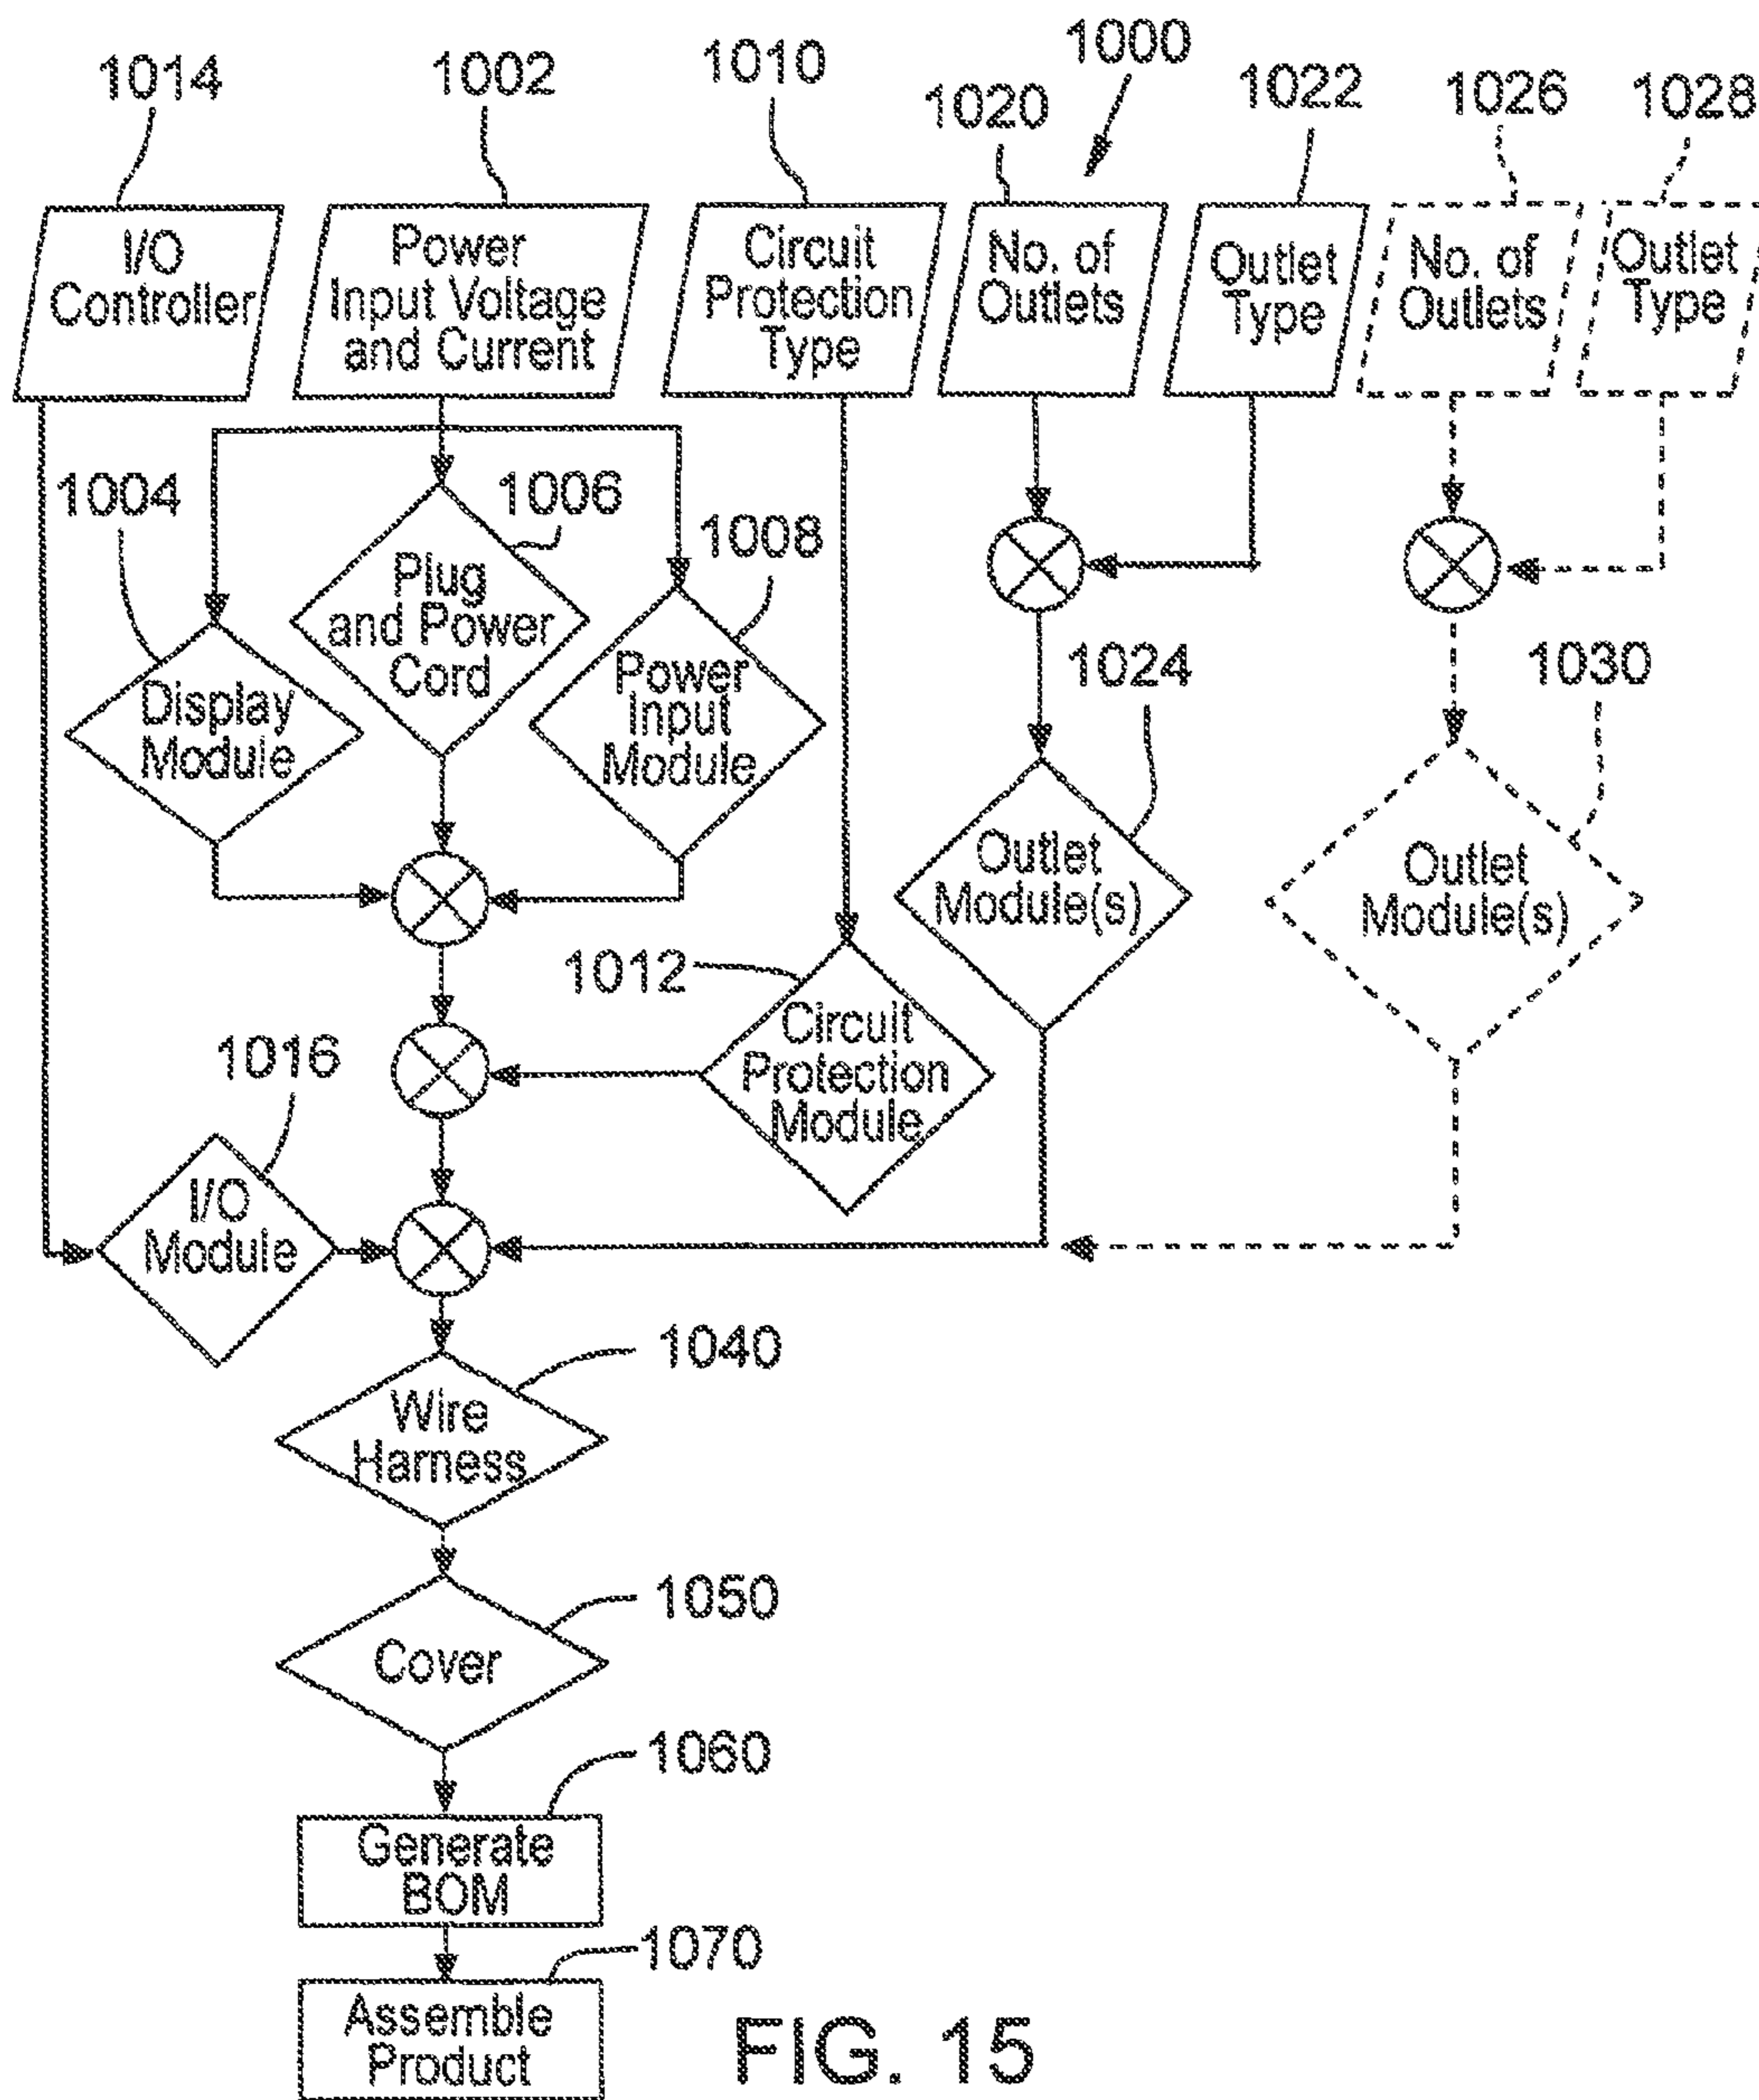 1000
1014
1002
1010
1020
1022
1026
1028
I/O
Controller
Power
Input Voltage
and Current
Circuit
Protection
Type
No. of
Outlets
Outlet
Type
No. of
Outlets
Outlet
Type
1004
1006
1008
Plug
and Power
Cord
Display
Module
Power
Input
Module
1024
1030
Outlet
Module(s)
Outlet
Module(s)
1012
Circuit
Protection
Module
1016
I/O
Module
1040
Wire
Harness
1050
Cover
1060
Generate
BOM
1070
Assemble
Product
FIG. 15